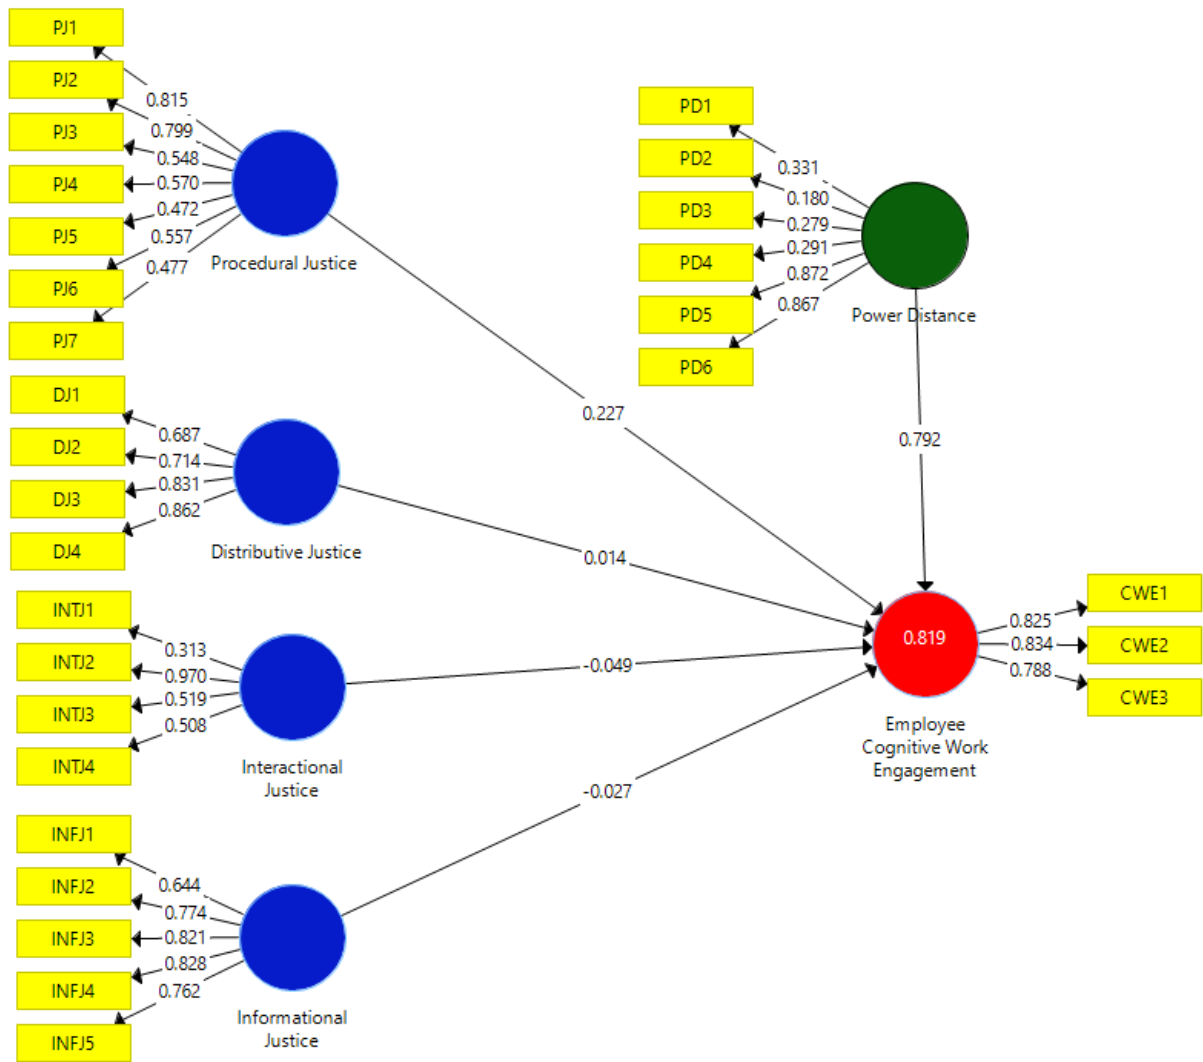 PJ1
PJ2
PJ3
PJ4
PJ5
PJ6
PJ7
0.815
0.799
0.548
0.570
0.472
0.557
0.477
Procedural Justice
DJ1
DJ2
DJ3
DJ4
0.687
0.714
0.831
0.862
Distributive Justice
INTJ1
INTJ2
INTJ3
INTJ4
0.313
0.970
0.519
0.508
Interactional
Justice
INFJ1
INFJ2
INFJ3
INFJ4
INFJ5
0.644
0.774
0.821
0.828
0.762
Informational
Justice
PD1
PD2
PD3
PD4
PD5
PD6
0.331
0.180
0.279
0.291
0.872
0.867
Power Distance
0.227
0.014
-0.049
-0.027
0.792
0.819
Employee
Cognitive Work
Engagement
0.825
0.834
0.788
CWE1
CWE2
CWE3